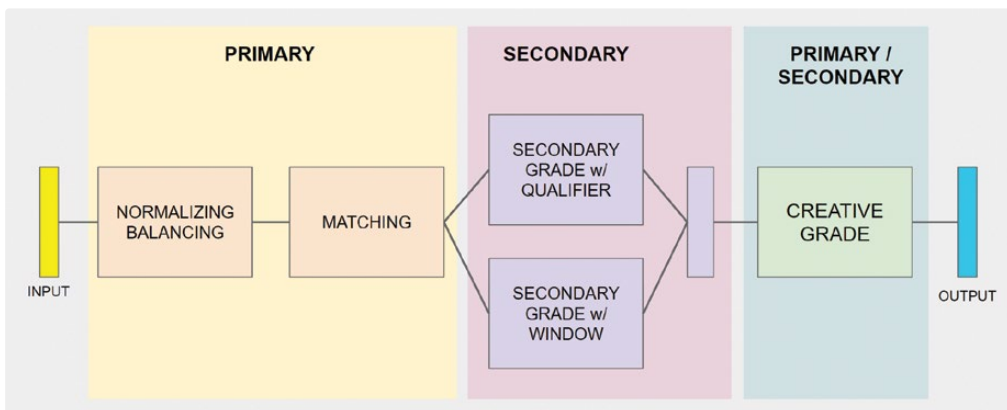 PRIMARY
SECONDARY
PRIMARY /
SECONDARY
INPUT
NORMALIZING
BALANCING
MATCHING
SECONDARY
GRADE w/
QUALIFIER
SECONDARY
GRADE w/
WINDOW
CREATIVE
GRADE
OUTPUT